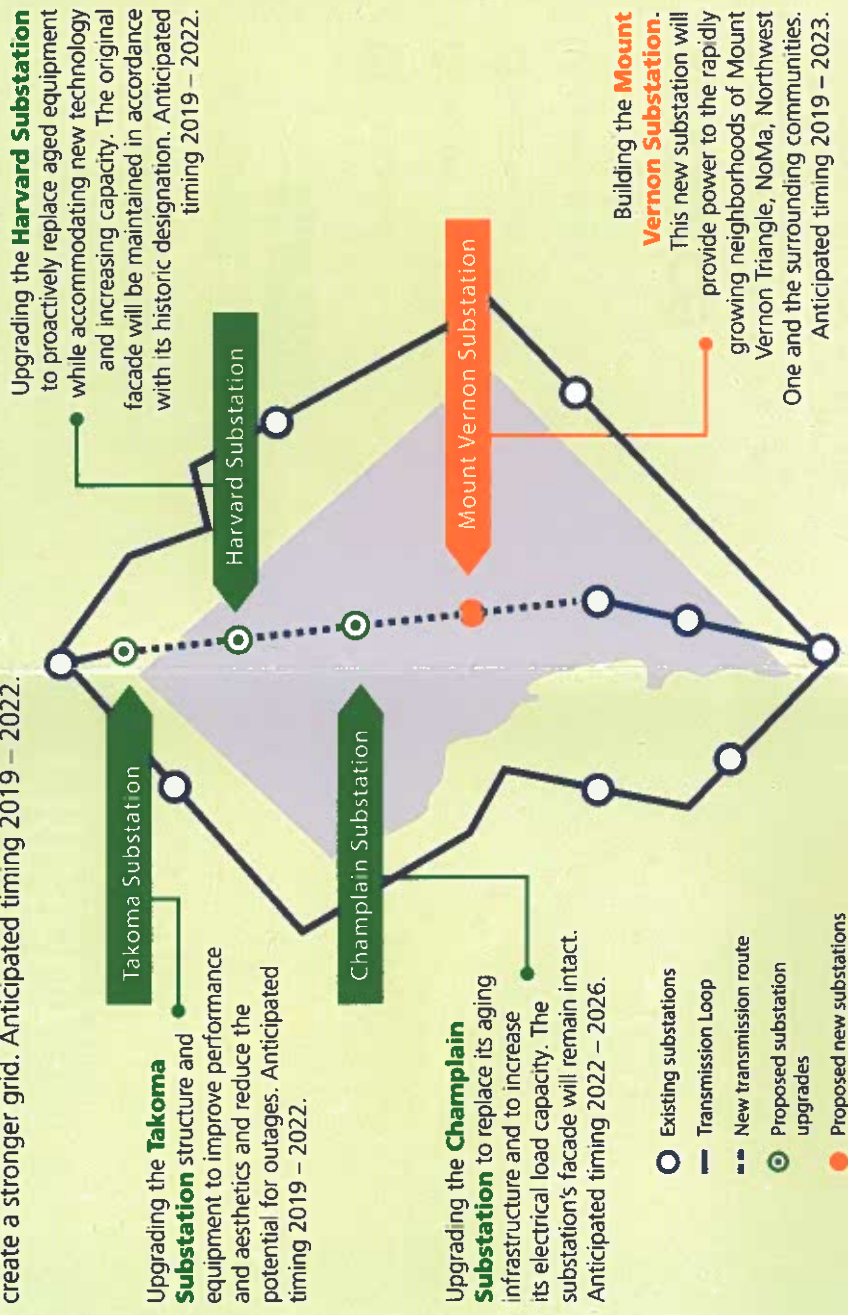 create a stronger grid. Anticipated timing 2019 – 2022.
Upgrading the Takoma
Substation structure and
equipment to improve performance
and aesthetics and reduce the
potential for outages. Anticipated
timing 2019 – 2022.
Takoma Substation
Upgrading the Harvard Substation
to proactively replace aged equipment
while accommodating new technology
and increasing capacity. The original
facade will be maintained in accordance
with its historic designation. Anticipated
timing 2019 – 2022.
Harvard Substation
Champlain Substation
Upgrading the Champlain
Substation to replace its aging
infrastructure and to increase
its electrical load capacity. The
substation's facade will remain intact.
Anticipated timing 2022 – 2026.
Mount Vernon Substation
Building the Mount
Vernon Substation.
This new substation will
provide power to the rapidly
growing neighborhoods of Mount
Vernon Triangle, NoMa, Northwest
One and the surrounding communities.
Anticipated timing 2019 – 2023.
Existing substations
Transmission Loop
New transmission route
Proposed substation
upgrades
Proposed new substations